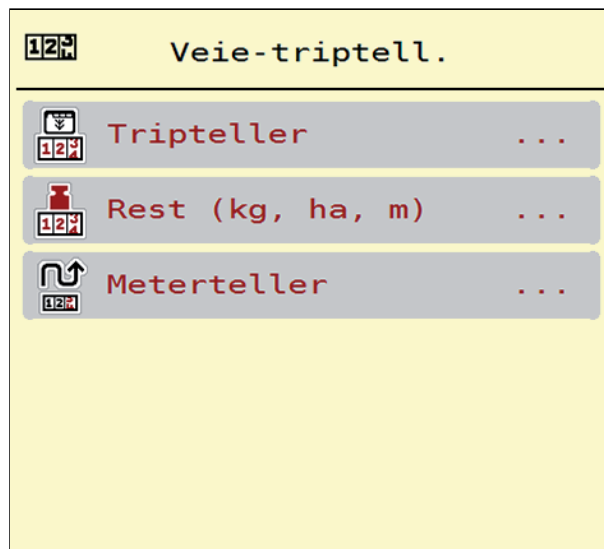 Veie-triptell.
Tripteller ...
Rest (kg, ha, m) ...
Meterteller ...